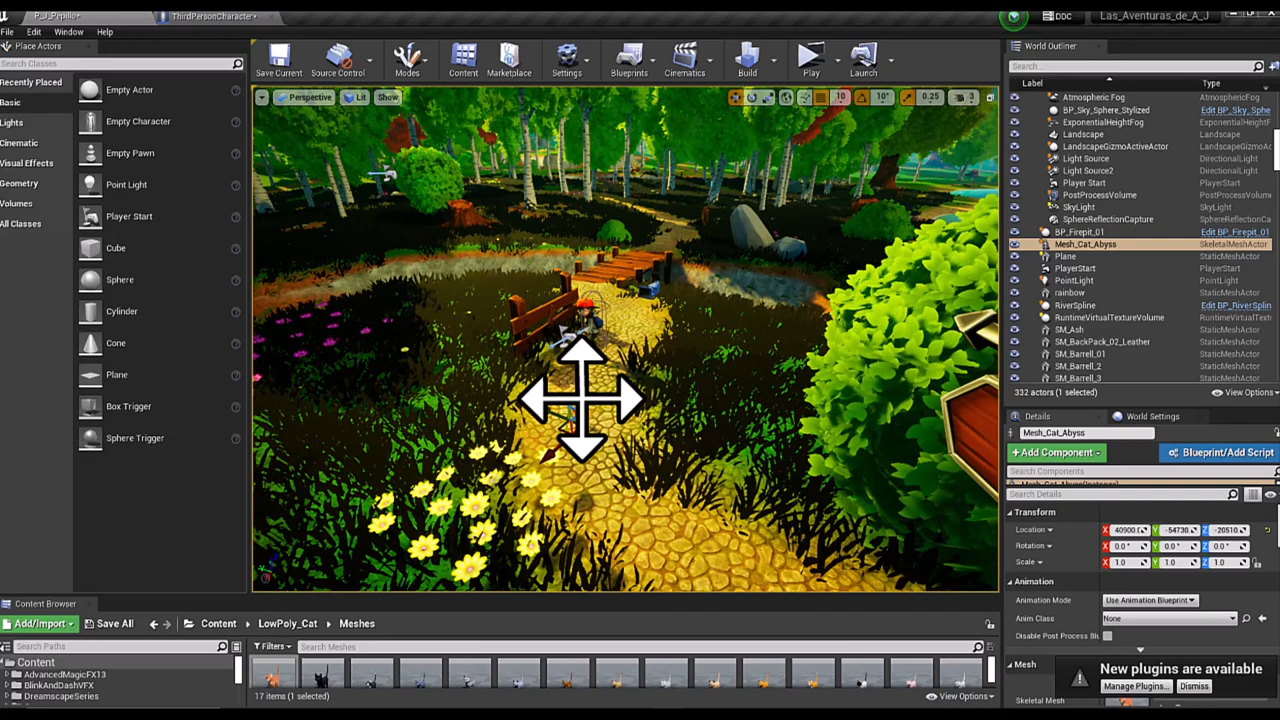 P_J_Pepillo*
ThirdPersonCharacter*
DDC
Las_Aventuras_de_A_J
File Edit Window Help
Place Actors
Search Classes
Recently Placed
Basic
Lights
Cinematic
Visual Effects
Geometry
Volumes
All Classes
Empty Actor
Empty Character
Empty Pawn
Point Light
Player Start
Cube
Sphere
Cylinder
Cone
Plane
Box Trigger
Sphere Trigger
Save Current Source Control Modes Content Marketplace Settings Blueprints Cinematics Build Play Launch
Perspective Lit Show 10 10° 0.25 3
World Outliner
Search...
Label Type
Atmospheric Fog AtmosphericFog
BP_Sky_Sphere_Stylized Edit BP_Sky_Sphe
ExponentialHeightFog ExponentialHeightF
Landscape Landscape
LandscapeGizmoActiveActor LandscapeGizmoAc
Light Source DirectionalLight
Light Source2 DirectionalLight
Player Start PlayerStart
PostProcessVolume PostProcessVolume
SkyLight SkyLight
SphereReflectionCapture SphereReflectionCa
BP_Firepit_01 Edit BP_Firepit_01
Mesh_Cat_Abyss SkeletalMeshActor
Plane StaticMeshActor
PlayerStart PlayerStart
PointLight PointLight
rainbow StaticMeshActor
RiverSpline Edit BP_RiverSplin
RuntimeVirtualTextureVolume RuntimeVirtualTextu
SM_Ash StaticMeshActor
SM_BackPack_02_Leather StaticMeshActor
SM_Barrell_01 StaticMeshActor
SM_Barrell_2 StaticMeshActor
SM_Barrell_3 StaticMeshActor
332 actors (1 selected) View Options
Details World Settings
Mesh_Cat_Abyss
+Add Component Blueprint/Add Script
Search Components
Search Details
Transform
Location X 40900.0 Y -54730. Z -20510.
Rotation X 0.0° Y 0.0° Z 0.0°
Scale X 1.0 Y 1.0 Z 1.0
Animation
Animation Mode Use Animation Blueprint
Anim Class None
Disable Post Process Blu
Mesh
Skeletal Mesh
New plugins are available
Manage Plugins... Dismiss
Content Browser
Add/Import Save All Content LowPoly_Cat Meshes
Search Paths
Filters Search Meshes
Content
AdvancedMagicFX13
BlinkAndDashVFX
DreamscapeSeries
17 items (1 selected) View Options